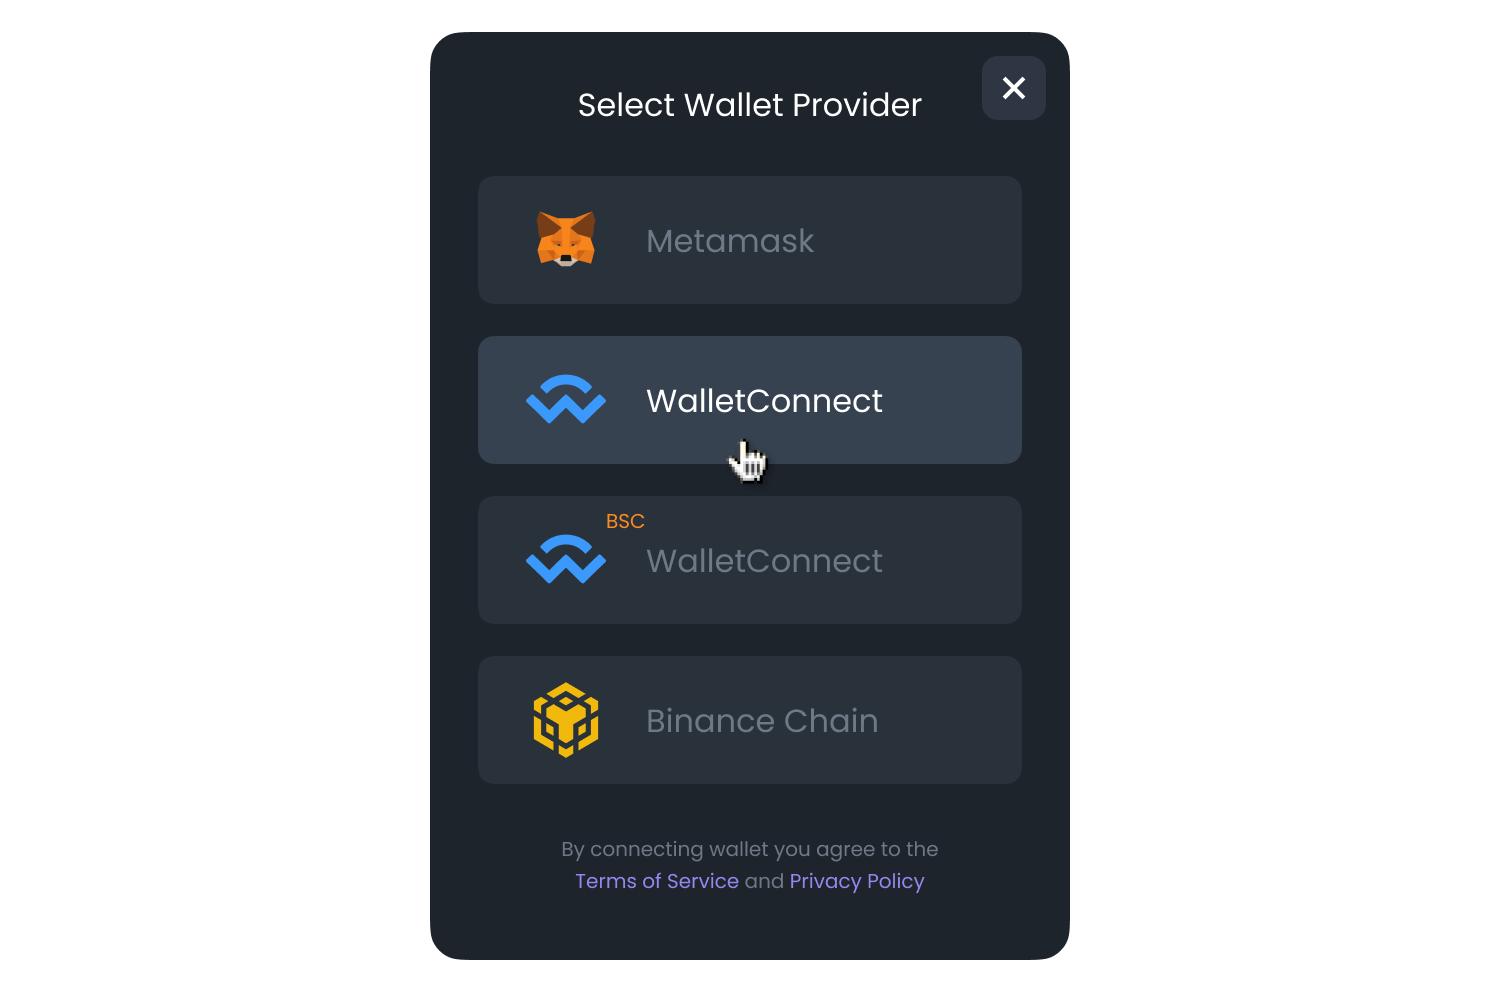 Select Wallet Provider
Metamask
WalletConnect
BSC
WalletConnect
Binance Chain
By connecting wallet you agree to the
Terms of Service and Privacy Policy